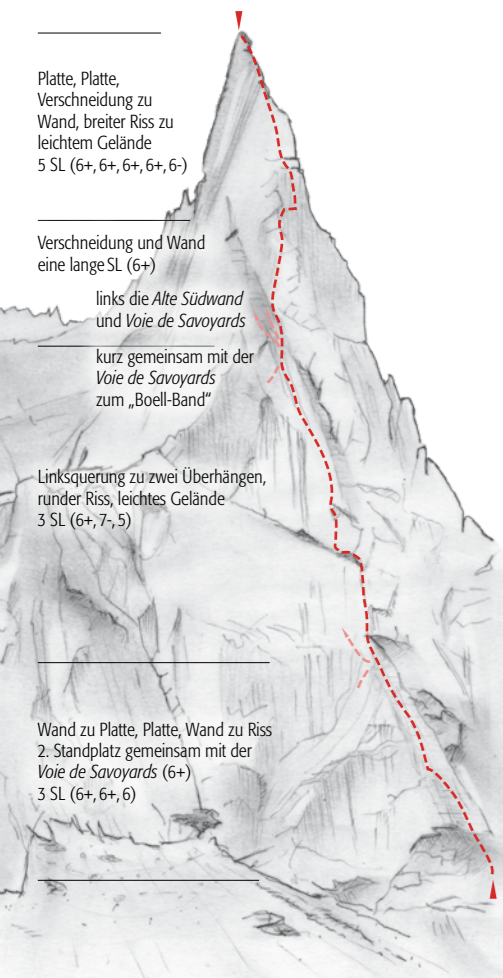 Platte, Platte,
Verschneidung zu
Wand, breiter Riss zu
leichtem Gelände
5 SL (6+, 6+, 6+, 6+, 6-)
Verschneidung und Wand
eine lange SL (6+)
links die Alte Südwand
und Voie de Savoyards
kurz gemeinsam mit der
Voie de Savoyards
zum „Boell-Band“
Linksquerung zu zwei Überhängen,
runder Riss, leichtes Gelände
3 SL (6+, 7-, 5)
Wand zu Platte, Platte, Wand zu Riss
2. Standplatz gemeinsam mit der
Voie de Savoyards (6+)
3 SL (6+, 6+, 6)